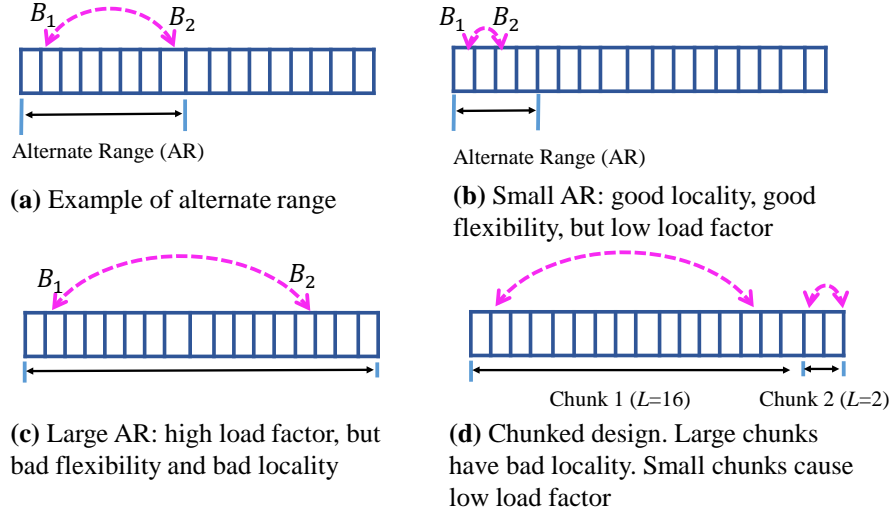 B₁ B₂
Alternate Range (AR)
(a) Example of alternate range
B₁ B₂
Alternate Range (AR)
(b) Small AR: good locality, good
flexibility, but low load factor
B₁ B₂
(c) Large AR: high load factor, but
bad flexibility and bad locality
Chunk 1 (L=16) Chunk 2 (L=2)
(d) Chunked design. Large chunks
have bad locality. Small chunks cause
low load factor